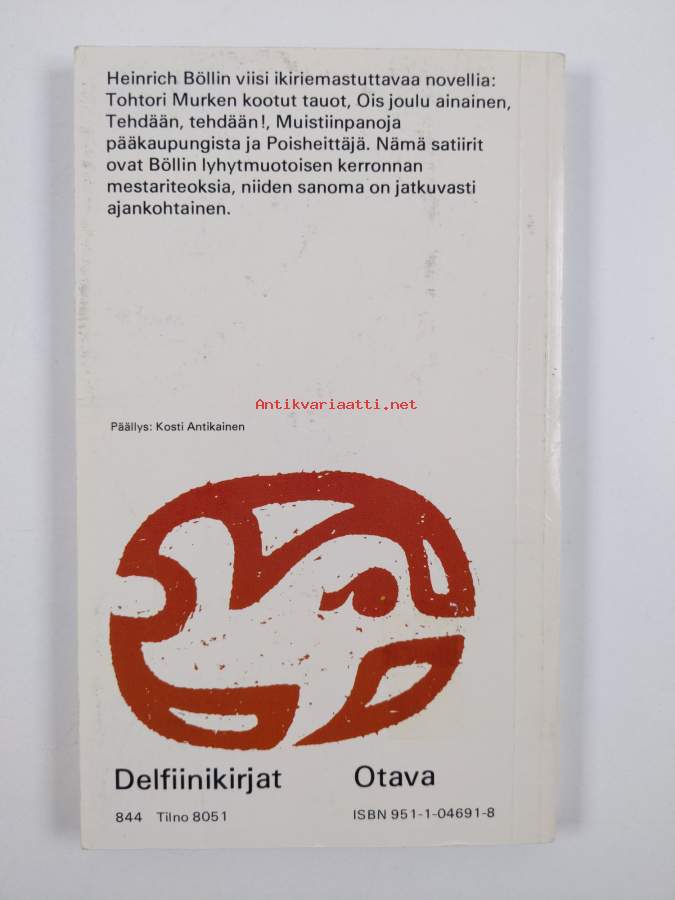 Heinrich Böllin viisi ikiriemastuttavaa novellia:
Tohtori Murken kootut tauot, Ois joulu ainainen,
Tehdään, tehdään!, Muistiinpanoja
pääkaupungista ja Poisheittäjä. Nämä satiirit
ovat Böllin lyhytmuotoisen kerronnan
mestariteoksia, niiden sanoma on jatkuvasti
ajankohtainen.
Antikvariaatti.net
Päällys: Kosti Antikainen
Delfiinikirjat Otava
844 Tilno 8051 ISBN 951-1-04691-8